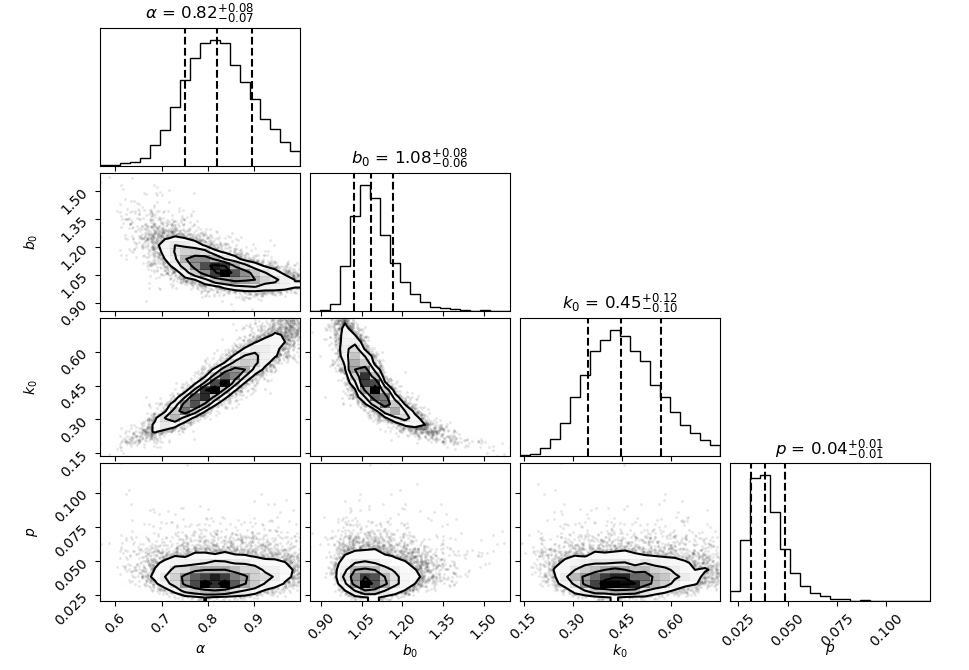 α = 0.82+0.08−0.07
b0 = 1.08+0.08−0.06
1.50
1.35
1.20
1.05
0.90
b0
k0 = 0.45+0.12−0.10
0.60
0.45
0.30
0.15
k0
p = 0.04+0.01−0.01
0.100
0.075
0.050
0.025
p
0.6 0.7 0.8 0.9
0.90 1.05 1.20 1.35 1.50
0.15 0.30 0.45 0.60
0.025 0.050 0.075 0.100
α b0 k0 p